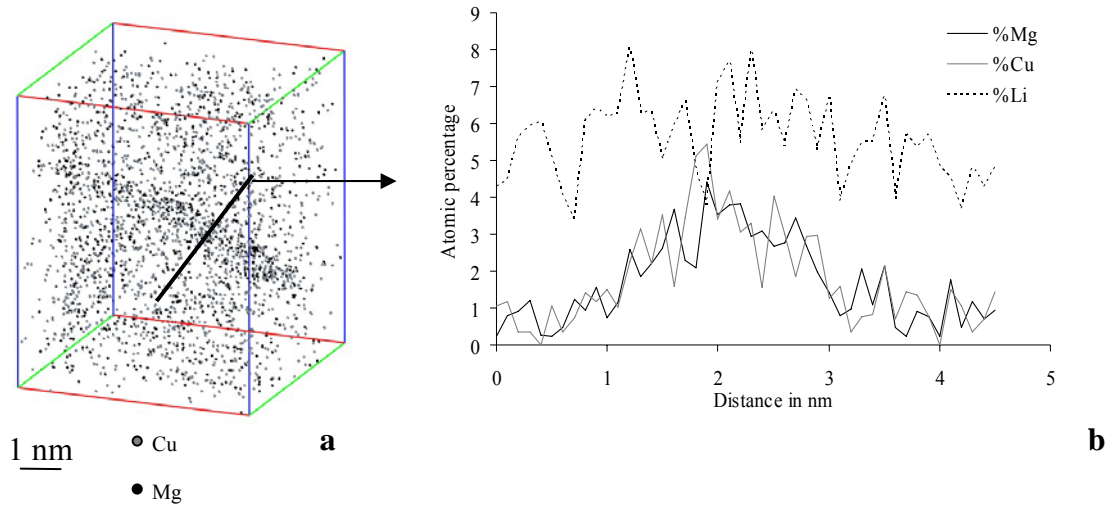 1 nm
Cu
Mg
a
9
8
7
6
5
4
3
2
1
0
Atomic percentage
0 1 2 3 4 5
Distance in nm
%Mg
%Cu
%Li
b